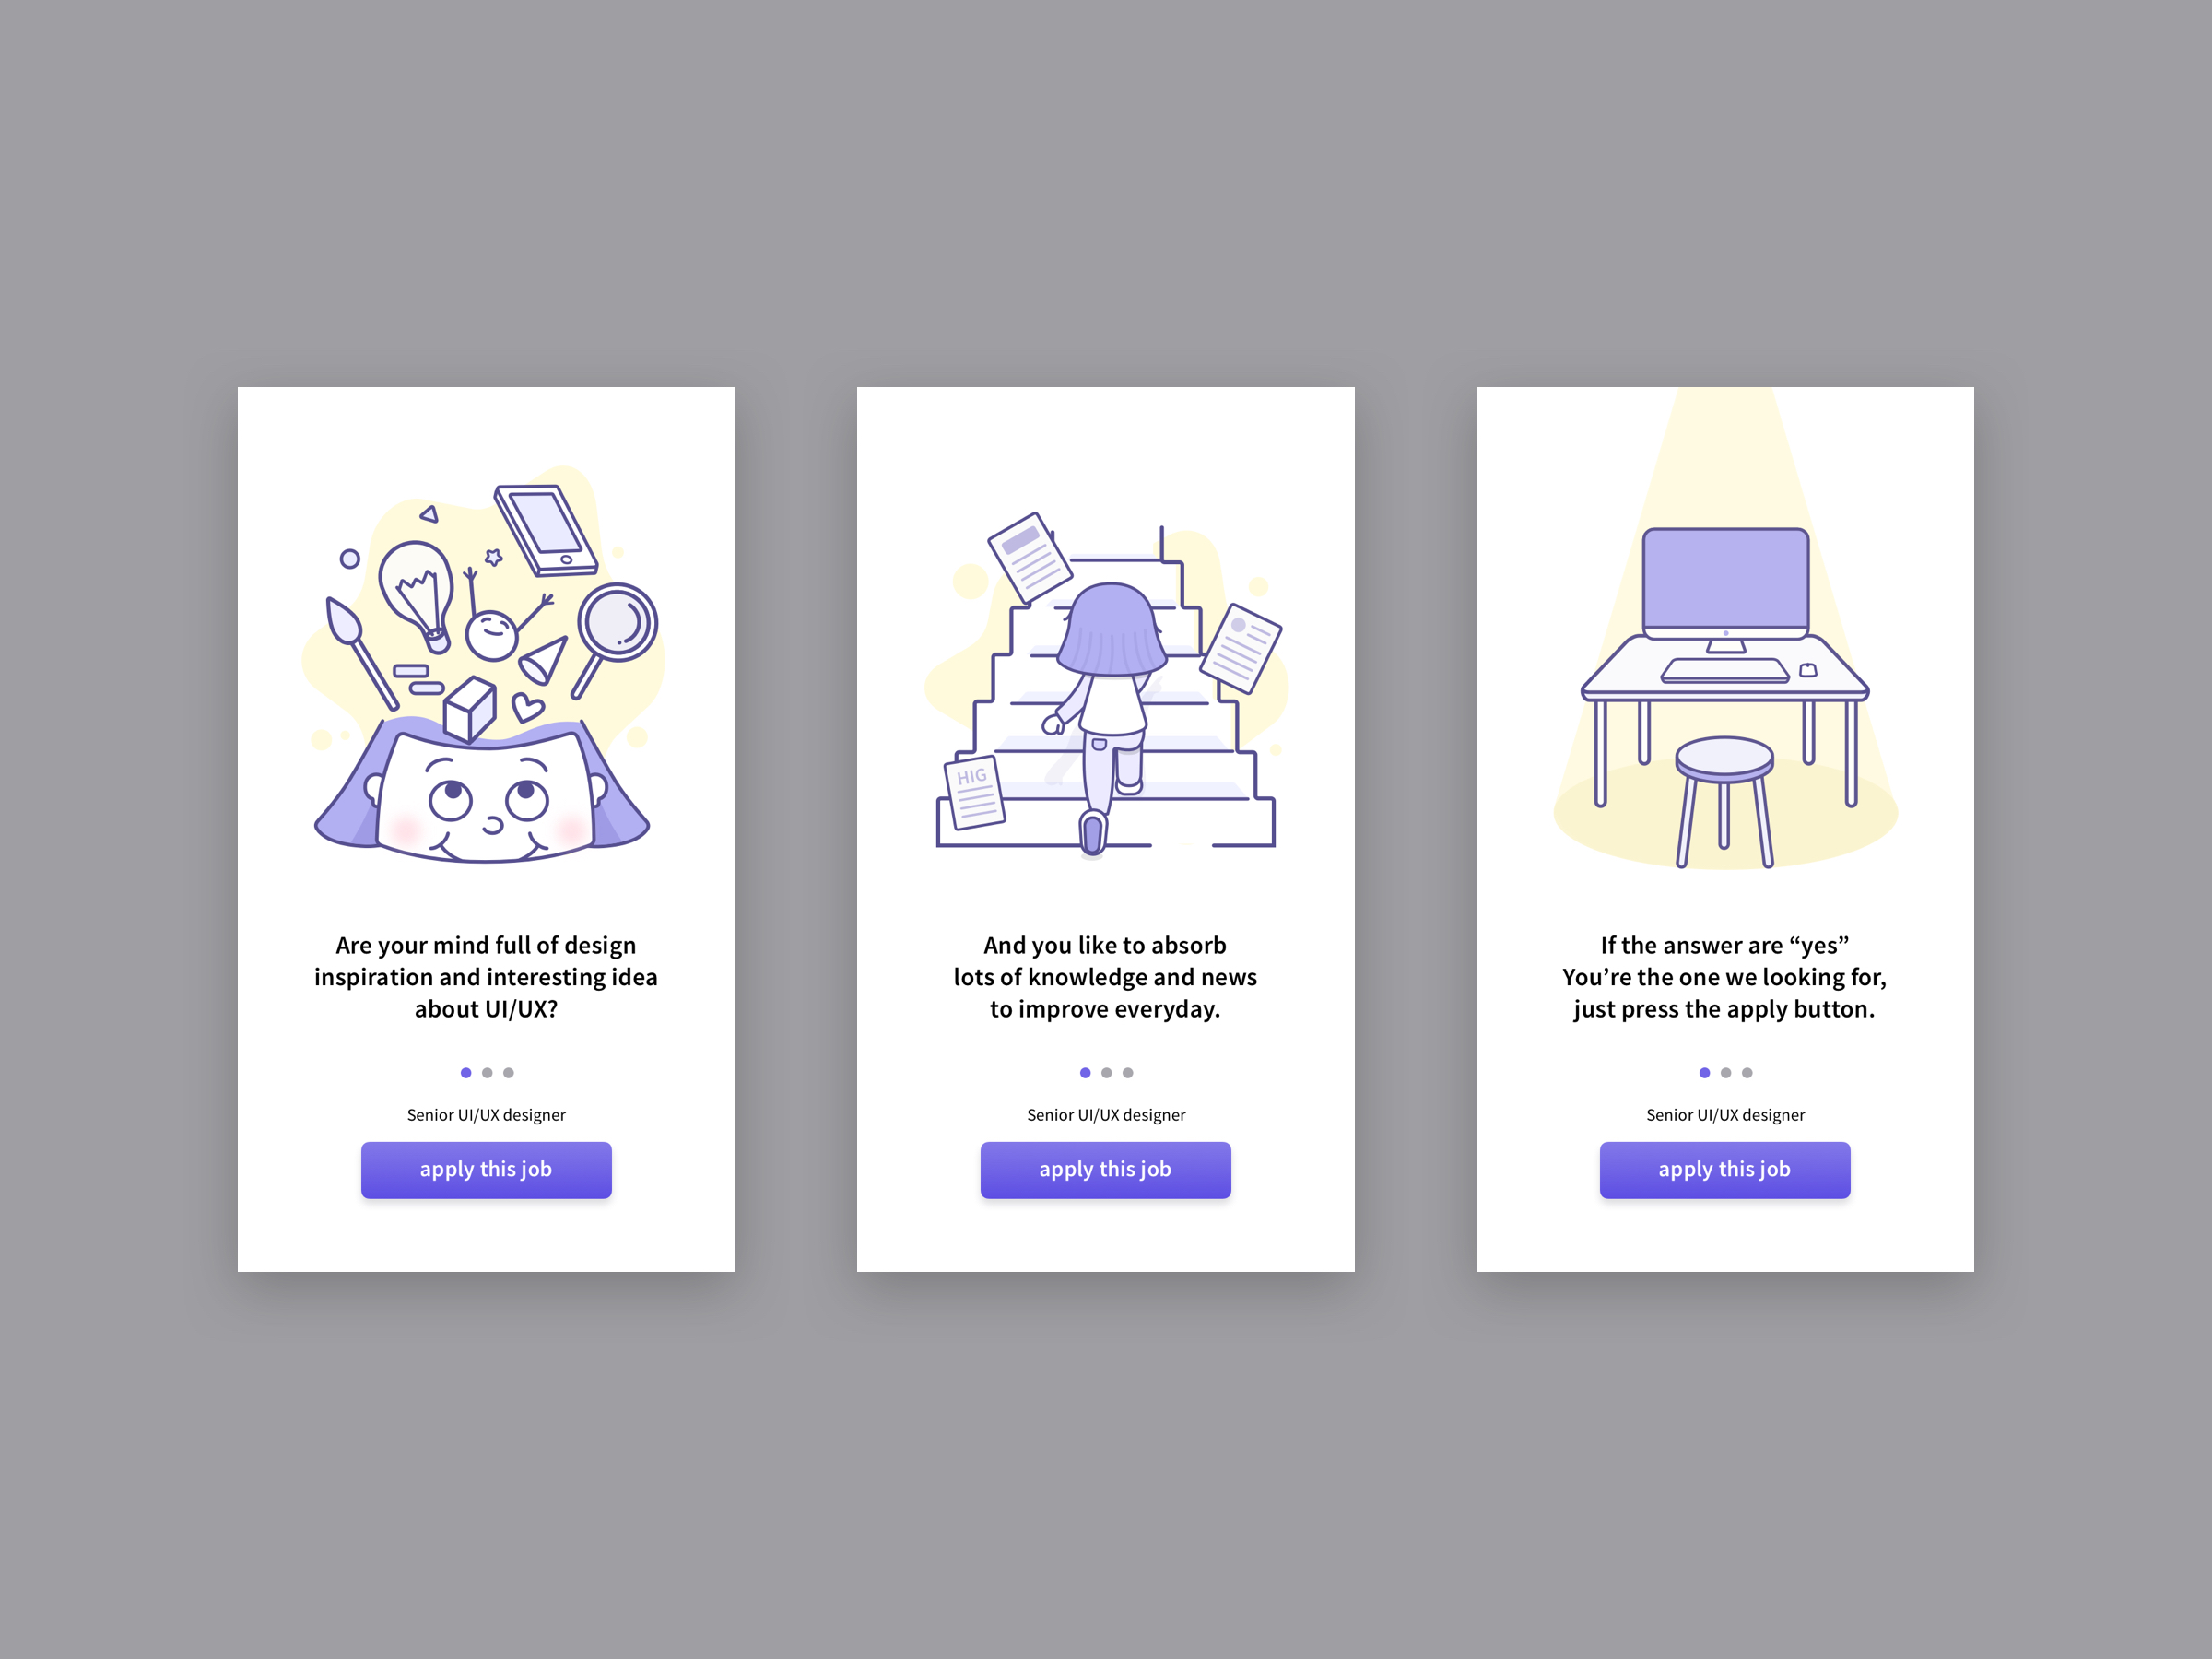 Are your mind full of design
inspiration and interesting idea
about UI/UX?
Senior UI/UX designer
apply this job
HIG
And you like to absorb
lots of knowledge and news
to improve everyday.
Senior UI/UX designer
apply this job
If the answer are “yes”
You’re the one we looking for,
just press the apply button.
Senior UI/UX designer
apply this job